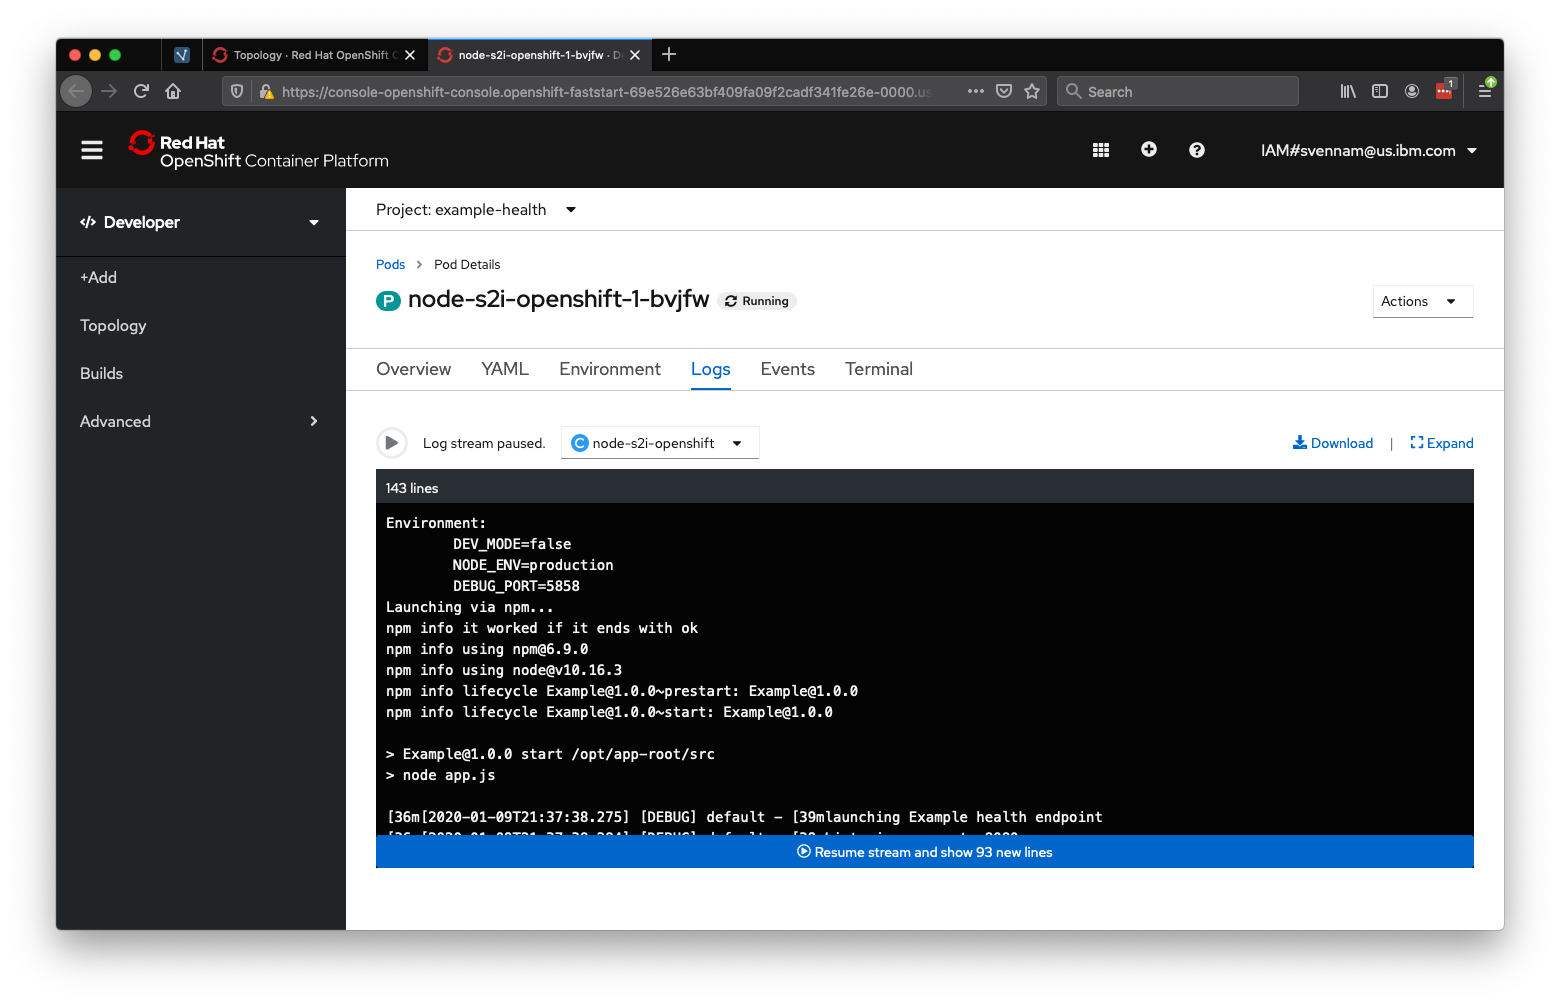 Topology · Red Hat OpenShift C
node-s2i-openshift-1-bvjfw · D
https://console-openshift-console.openshift-faststart-69e526e63bf409fa09f2cadf341fe26e-0000.us
Search
1
Red Hat
OpenShift Container Platform
IAM#svennam@us.ibm.com
Developer
+Add
Topology
Builds
Advanced
Project: example-health
Pods > Pod Details
P node-s2i-openshift-1-bvjfw Running
Actions
Overview YAML Environment Logs Events Terminal
Log stream paused. C node-s2i-openshift Download | Expand
143 lines
Environment:
DEV_MODE=false
NODE_ENV=production
DEBUG_PORT=5858
Launching via npm...
npm info it worked if it ends with ok
npm info using npm@6.9.0
npm info using node@v10.16.3
npm info lifecycle Example@1.0.0~prestart: Example@1.0.0
npm info lifecycle Example@1.0.0~start: Example@1.0.0
> Example@1.0.0 start /opt/app-root/src
> node app.js
[36m[2020-01-09T21:37:38.275] [DEBUG] default - [39mlaunching Example health endpoint
Resume stream and show 93 new lines